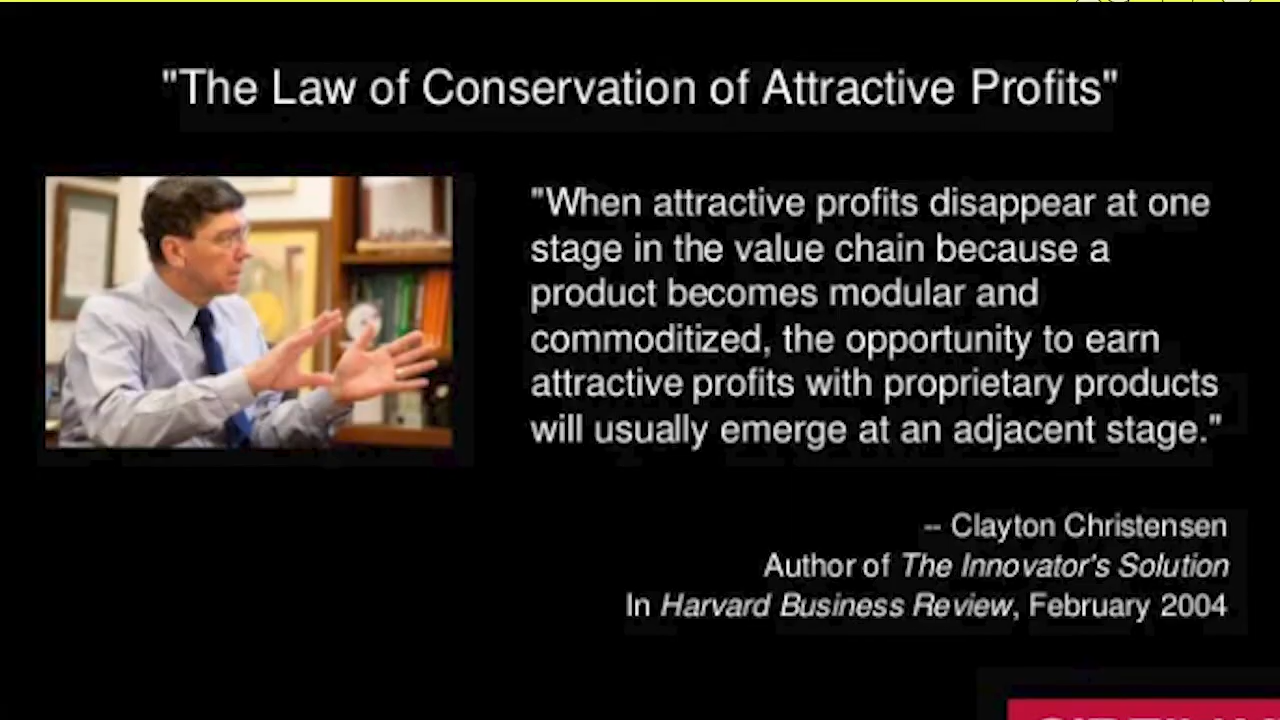 "The Law of Conservation of Attractive Profits"
"When attractive profits disappear at one
stage in the value chain because a
product becomes modular and
commoditized, the opportunity to earn
attractive profits with proprietary products
will usually emerge at an adjacent stage."
-- Clayton Christensen
Author of The Innovator's Solution
In Harvard Business Review, February 2004